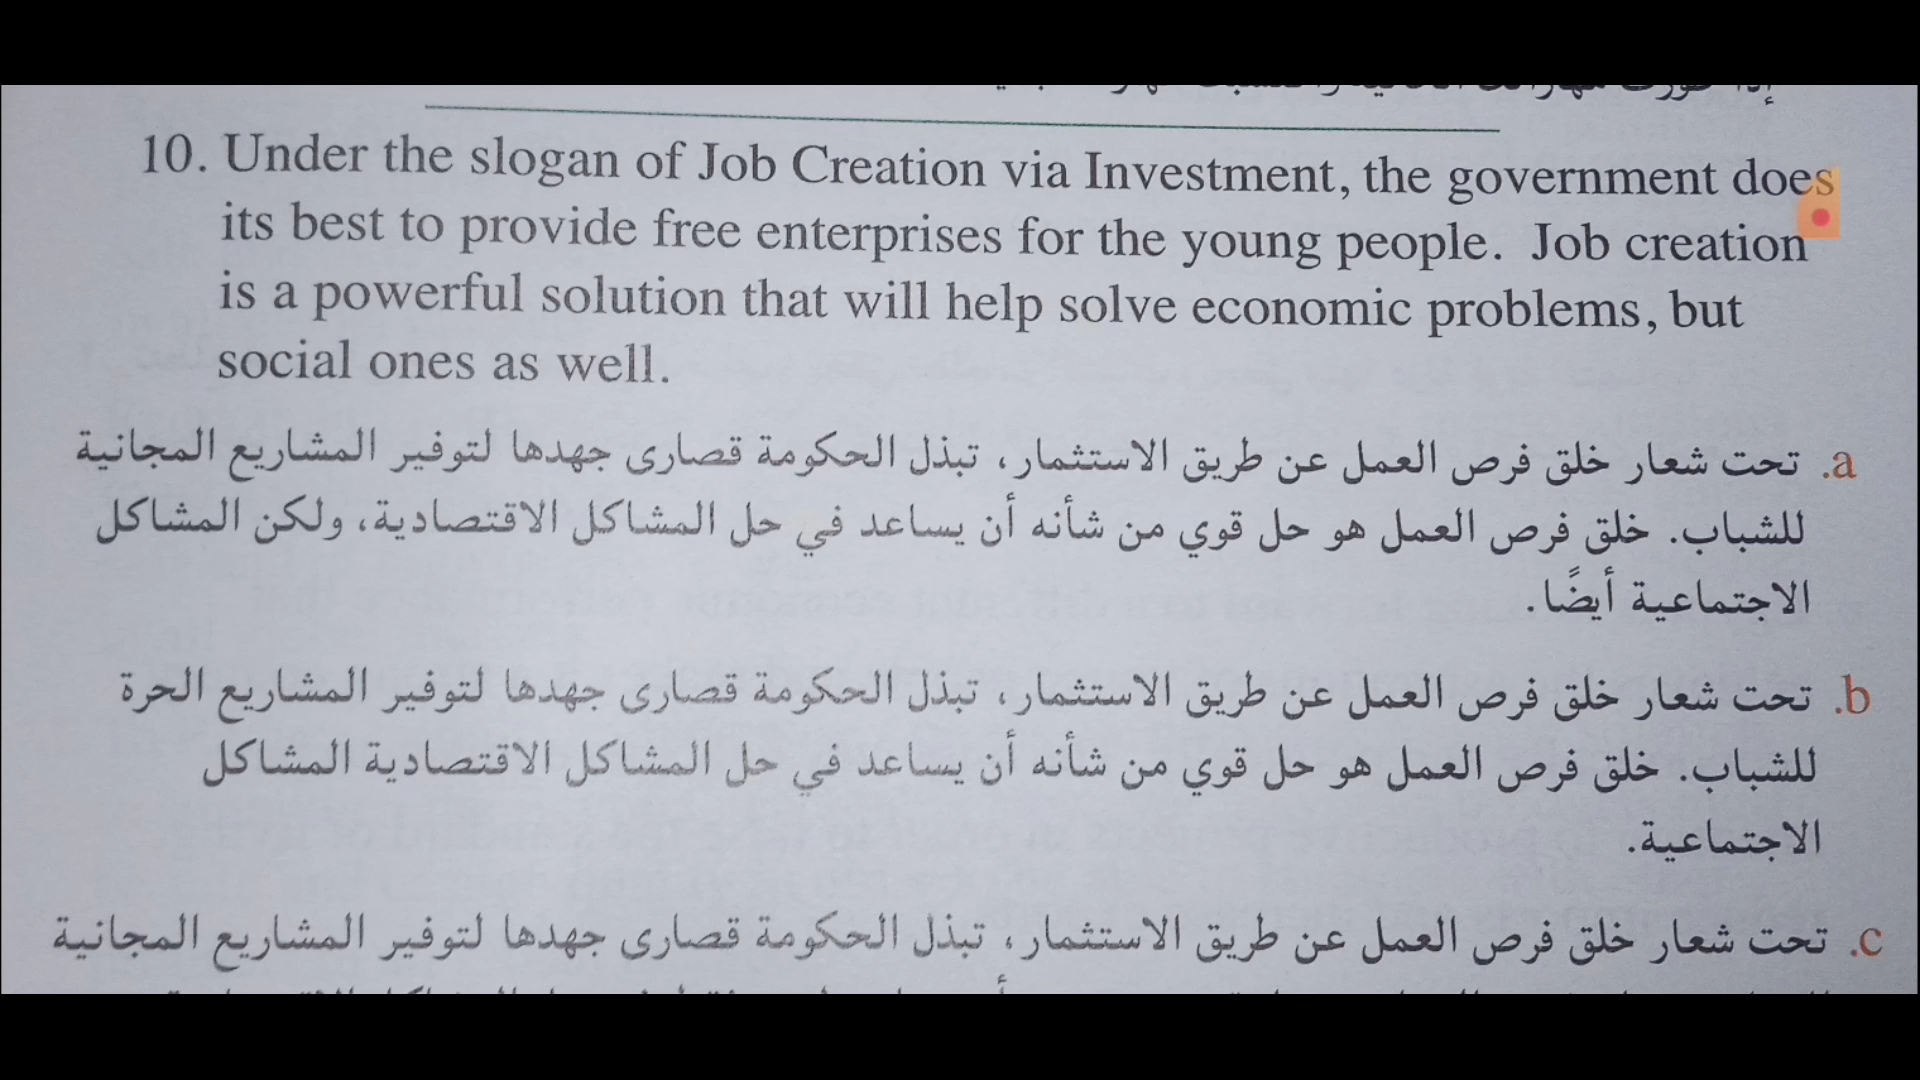 10. Under the slogan of Job Creation via Investment, the government does
its best to provide free enterprises for the young people. Job creation
is a powerful solution that will help solve economic problems, but
social ones as well.
a. تحت شعار خلق فرص العمل عن طريق الاستثمار، تبذل الحكومة قصارى جهدها لتوفير المشاريع المجانية
للشباب. خلق فرص العمل هو حل قوي من شأنه أن يساعد في حل المشاكل الاقتصادية، ولكن المشاكل
الاجتماعية أيضًا.
b. تحت شعار خلق فرص العمل عن طريق الاستثمار، تبذل الحكومة قصارى جهدها لتوفير المشاريع الحرة
للشباب. خلق فرص العمل هو حل قوي من شأنه أن يساعد في حل المشاكل الاقتصادية المشاكل
الاجتماعية.
c. تحت شعار خلق فرص العمل عن طريق الاستثمار، تبذل الحكومة قصارى جهدها لتوفير المشاريع المجانية